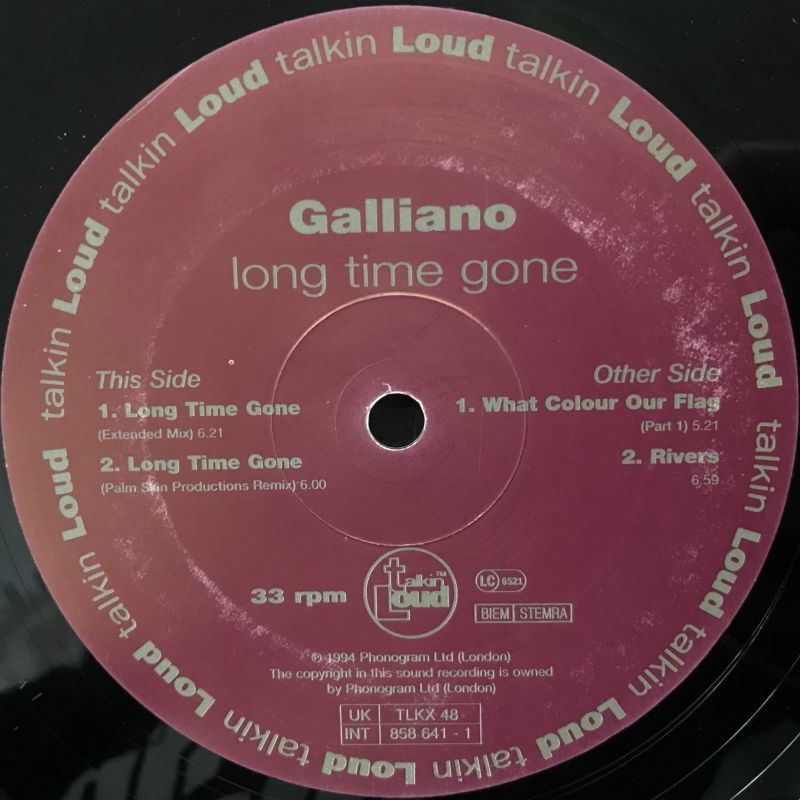 talkin Loud talkin Loud talkin Loud talkin Loud talkin Loud talkin Loud talkin Loud talkin Loud talkin Loud talkin Loud
Galliano
long time gone
This Side
1. Long Time Gone
(Extended Mix) 6.21
2. Long Time Gone
(Palm Skin Productions Remix) 6.00
Other Side
1. What Colour Our Flag
(Part 1) 5.21
2. Rivers
6.59
33 rpm
talkin Loud™
LC 6521
BIEM STEMRA
℗ 1994 Phonogram Ltd (London)
The copyright in this sound recording is owned
by Phonogram Ltd (London)
UK TLKX 48
INT 858 641 - 1